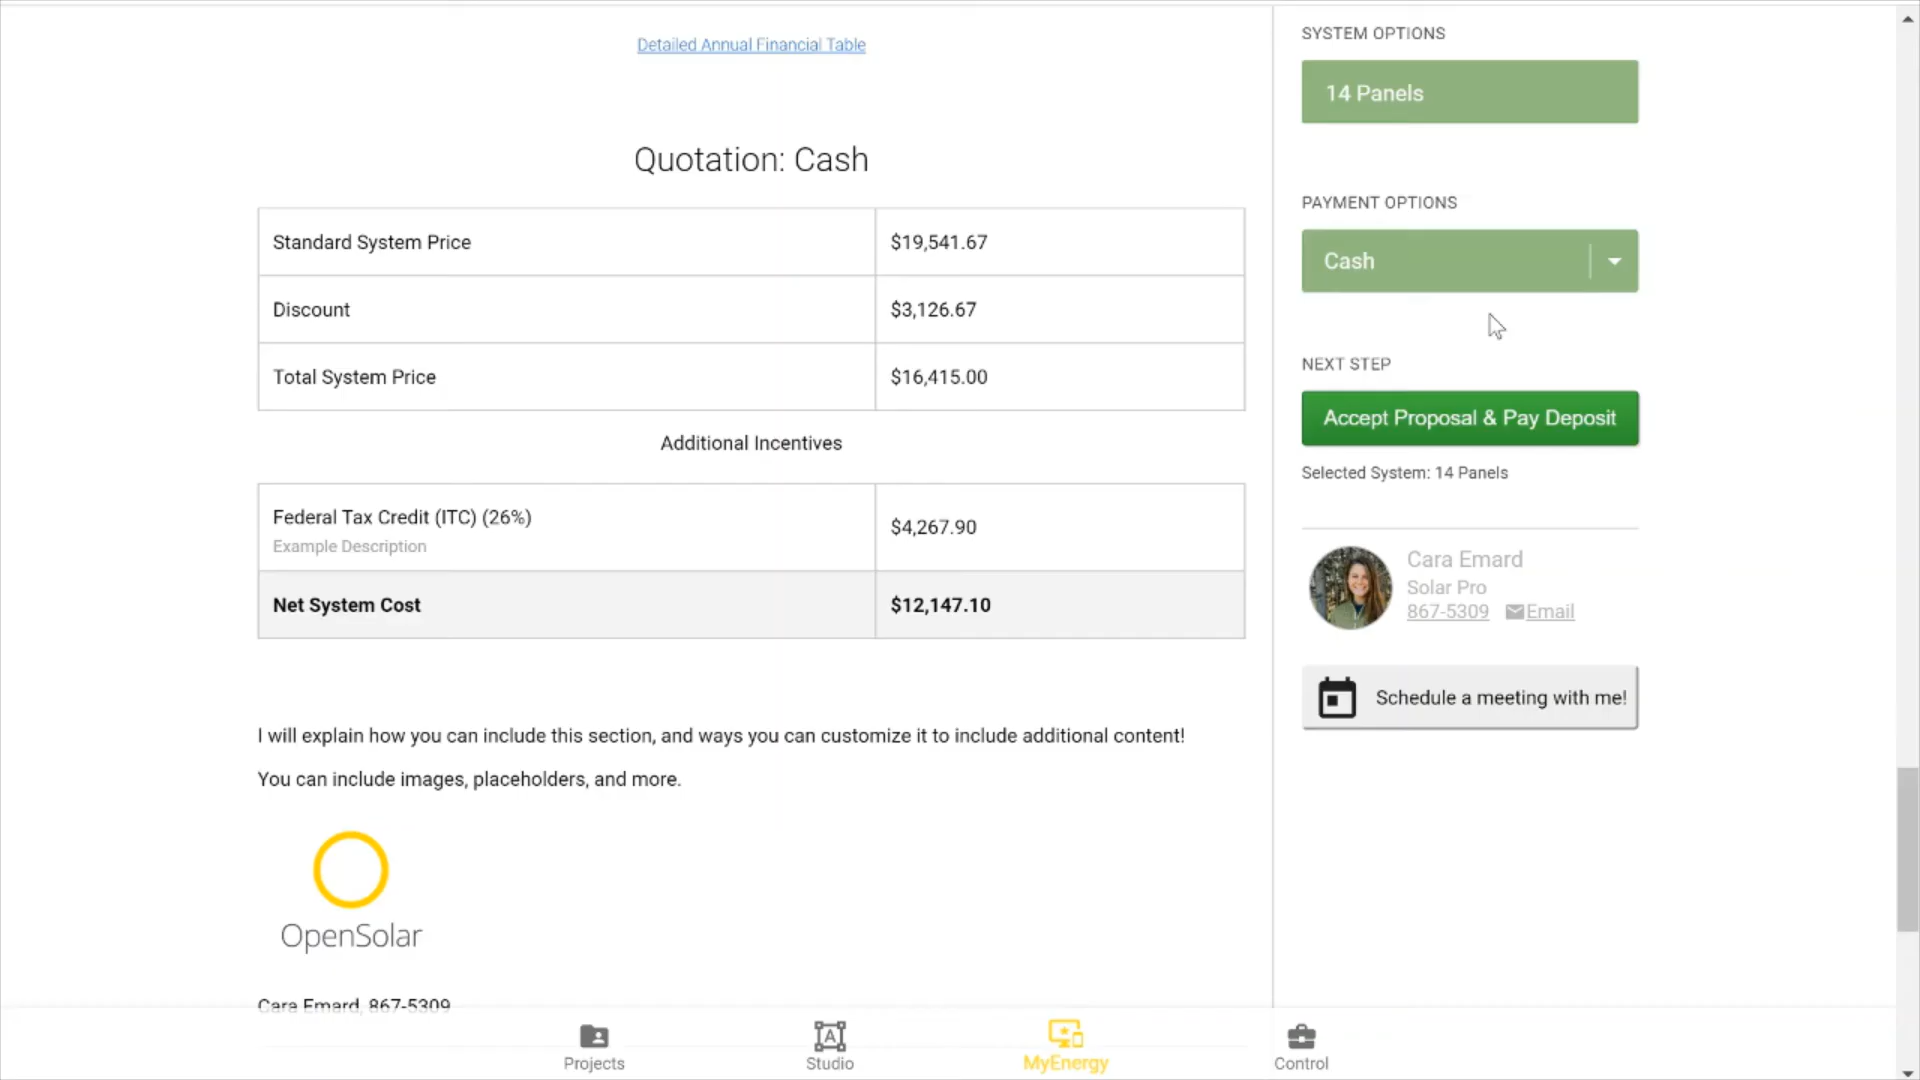 Detailed Annual Financial Table
Quotation: Cash
Standard System Price $19,541.67
Discount $3,126.67
Total System Price $16,415.00
Additional Incentives
Federal Tax Credit (ITC) (26%) $4,267.90
Example Description
Net System Cost $12,147.10
I will explain how you can include this section, and ways you can customize it to include additional content!
You can include images, placeholders, and more.
OpenSolar
Cara Emard, 867-5309
SYSTEM OPTIONS
14 Panels
PAYMENT OPTIONS
Cash
NEXT STEP
Accept Proposal & Pay Deposit
Selected System: 14 Panels
Cara Emard
Solar Pro
867-5309 Email
Schedule a meeting with me!
Projects
Studio
MyEnergy
Control